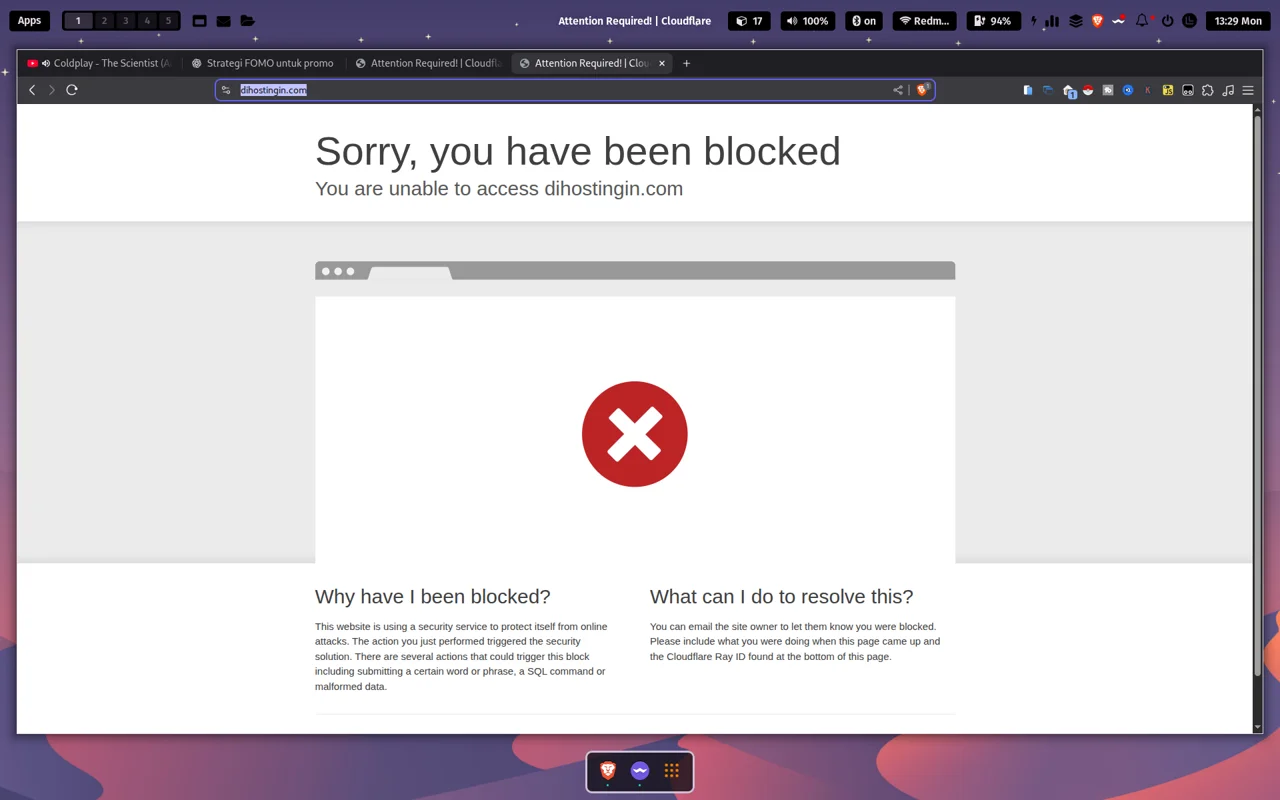 Apps 1 2 3 4 5 Attention Required! | Cloudflare 17 100% on Redm... 94% 13:29 Mon
Coldplay - The Scientist ( Strategi FOMO untuk promo Attention Required! | Cloudfl Attention Required! | Clou
dihostingin.com
Sorry, you have been blocked
You are unable to access dihostingin.com
Why have I been blocked?
This website is using a security service to protect itself from online
attacks. The action you just performed triggered the security
solution. There are several actions that could trigger this block
including submitting a certain word or phrase, a SQL command or
malformed data.
What can I do to resolve this?
You can email the site owner to let them know you were blocked.
Please include what you were doing when this page came up and
the Cloudflare Ray ID found at the bottom of this page.